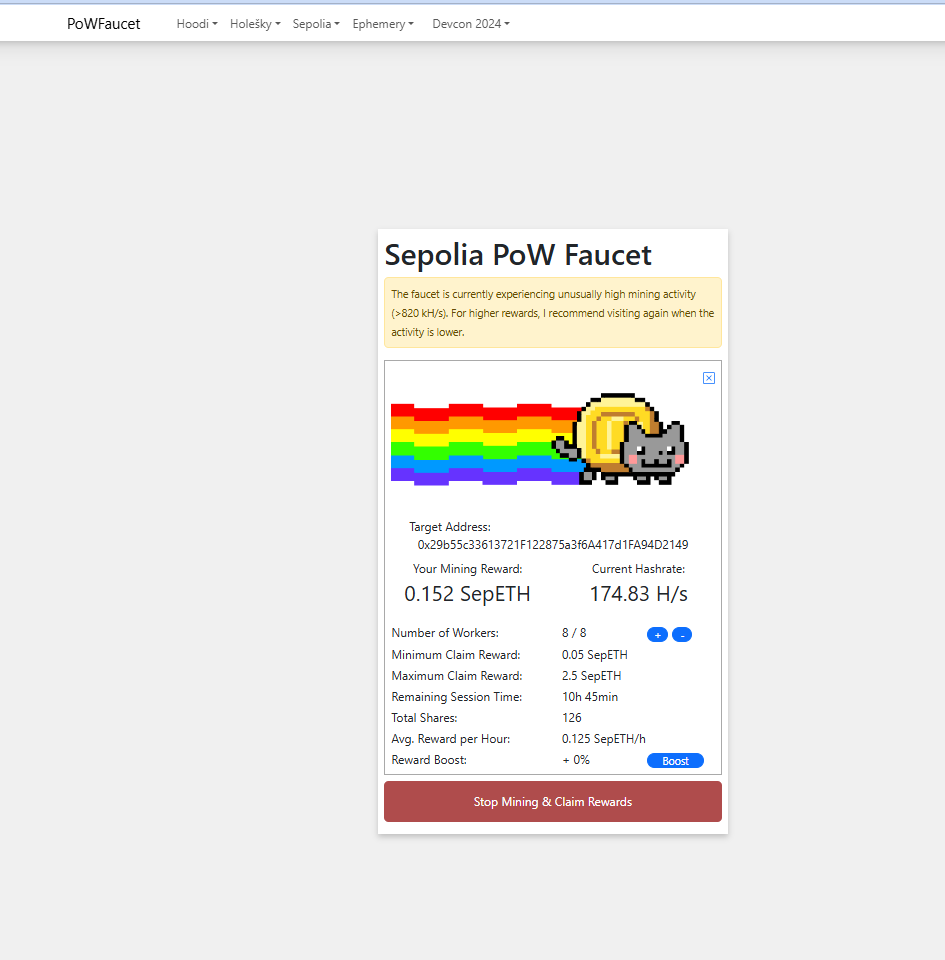 PoWFaucet Hoodi Holešky Sepolia Ephemery Devcon 2024
Sepolia PoW Faucet
The faucet is currently experiencing unusually high mining activity
(>820 kH/s). For higher rewards, I recommend visiting again when the
activity is lower.
Target Address:
0x29b55c33613721F122875a3f6A417d1FA94D2149
Your Mining Reward: Current Hashrate:
0.152 SepETH 174.83 H/s
Number of Workers: 8 / 8 + -
Minimum Claim Reward: 0.05 SepETH
Maximum Claim Reward: 2.5 SepETH
Remaining Session Time: 10h 45min
Total Shares: 126
Avg. Reward per Hour: 0.125 SepETH/h
Reward Boost: + 0% Boost
Stop Mining & Claim Rewards